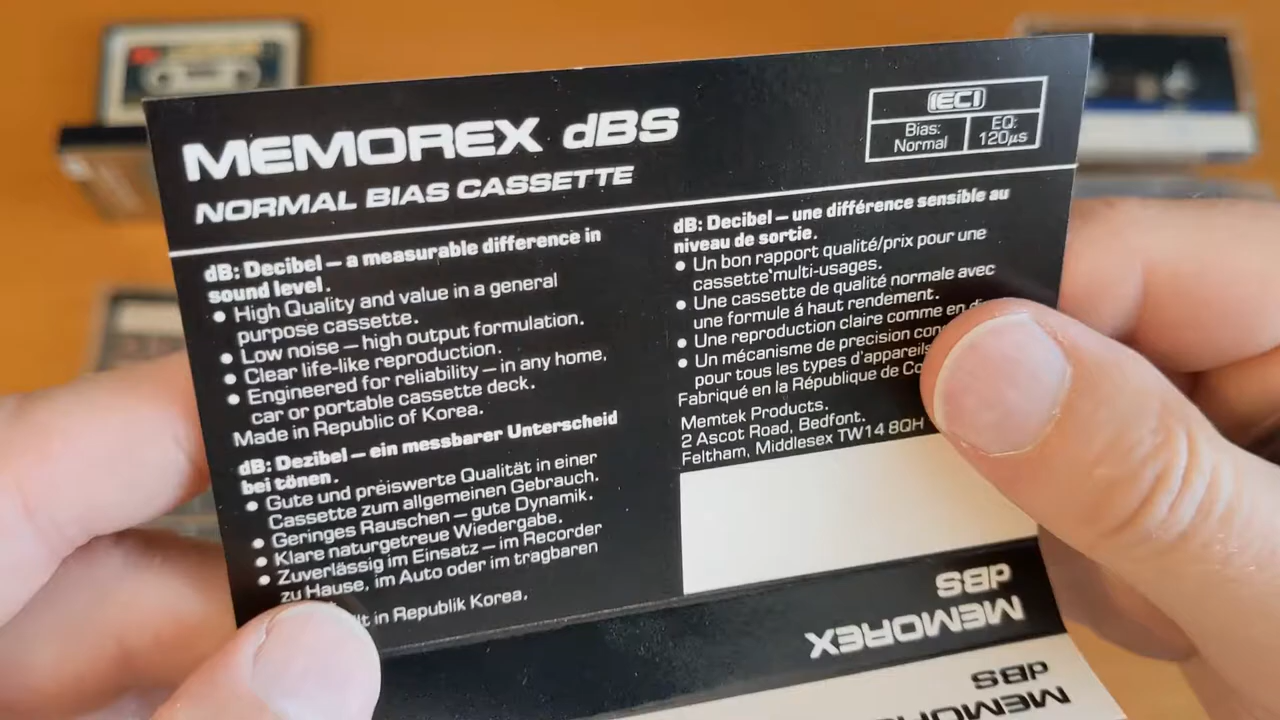 MEMOREX dBS
NORMAL BIAS CASSETTE
IECI
Bias:
Normal
EQ:
120µs
dB: Decibel – a measurable difference in
sound level.
• High Quality and value in a general
purpose cassette.
• Low noise – high output formulation.
• Clear life-like reproduction.
• Engineered for reliability – in any home,
car or portable cassette deck.
Made in Republic of Korea.
dB: Dezibel – ein messbarer Unterscheid
bei tönen.
• Gute und preiswerte Qualität in einer
Cassette zum allgemeinen Gebrauch.
• Geringes Rauschen – gute Dynamik.
• Klare naturgetreue Wiedergabe.
• Zuverlässig im Einsatz – im Recorder
zu Hause, im Auto oder im tragbaren
in Republik Korea.
dB: Decibel – une différence sensible au
niveau de sortie.
• Un bon rapport qualité/prix pour une
cassette multi-usages.
• Une cassette de qualité normale avec
une formule á haut rendement.
• Une reproduction claire comme en
• Un mécanisme de precision
pour tous les types d'appareils
Fabriqué en la République de
Memtek Products.
2 Ascot Road, Bedfont.
Feltham, Middlesex TW14 8QH
MEMOREX
dBS
dBS